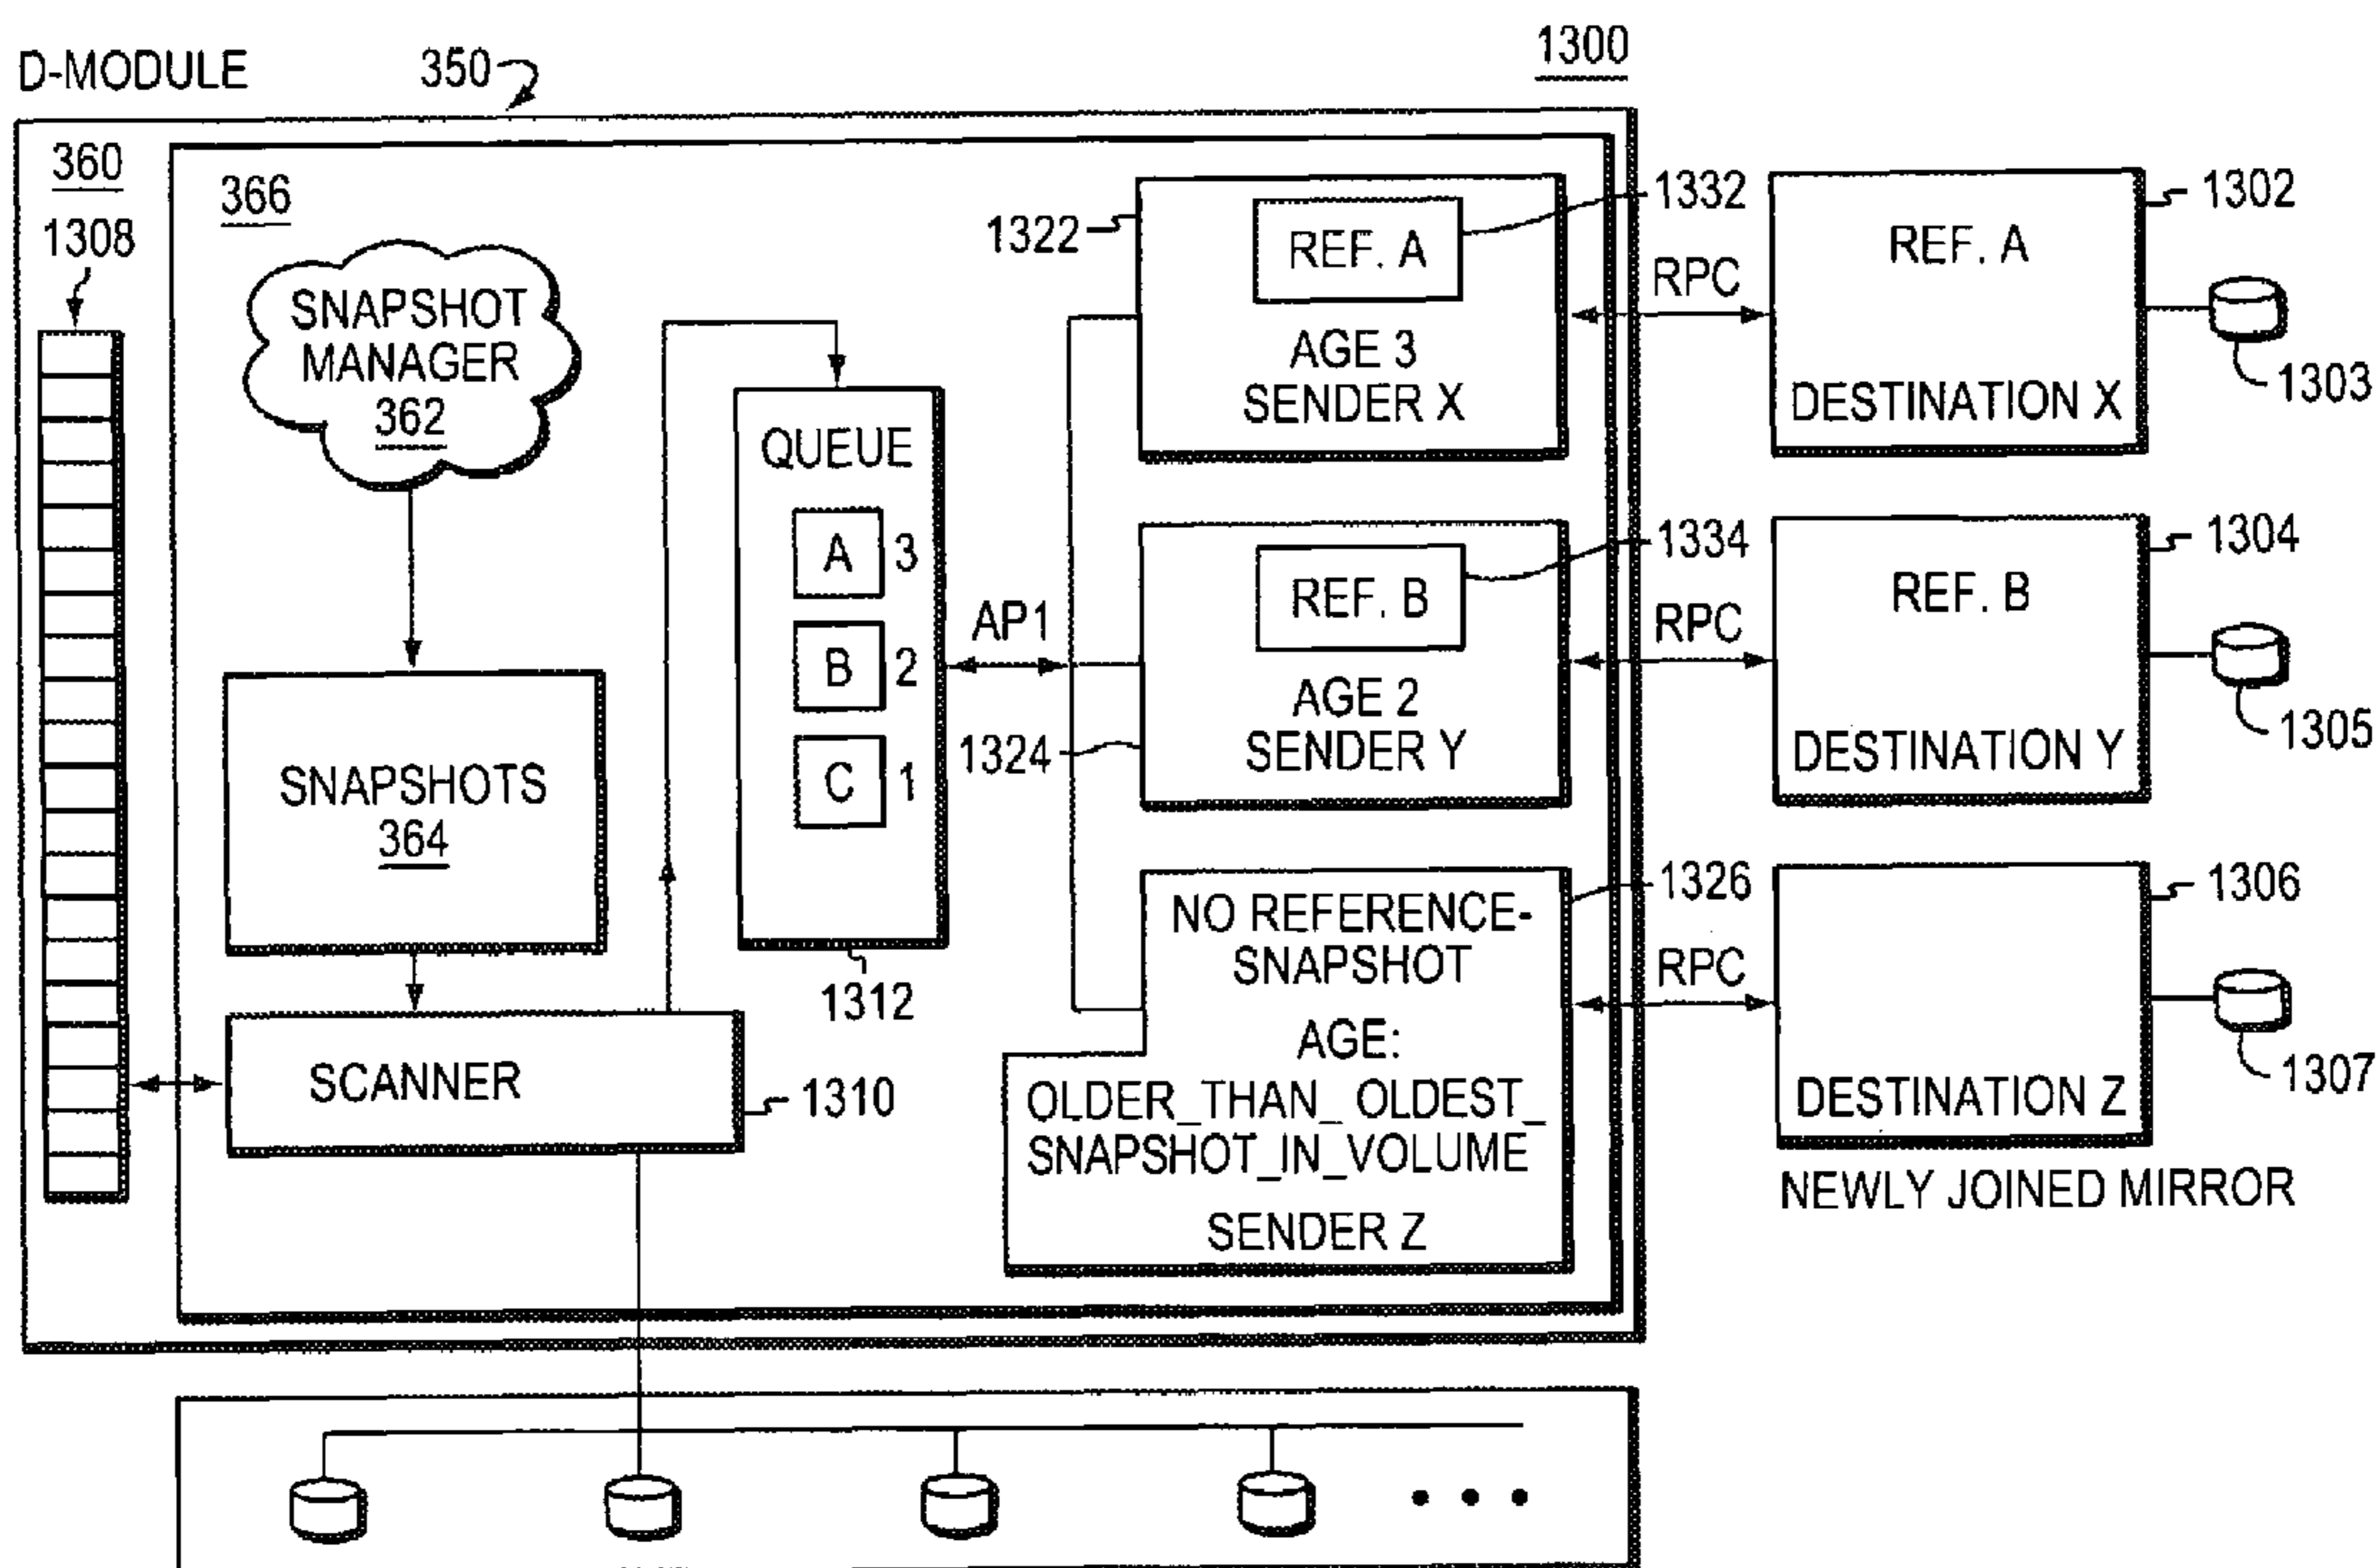 D-MODULE
350
1300
360
1308
366
SNAPSHOT
MANAGER
362
SNAPSHOTS
364
SCANNER
1310
QUEUE
A 3
B 2
C 1
1312
AP1
1322
REF. A
1332
AGE 3
SENDER X
RPC
REF. A
DESTINATION X
1302
1303
1324
REF. B
1334
AGE 2
SENDER Y
RPC
REF. B
DESTINATION Y
1304
1305
NO REFERENCE-
SNAPSHOT
AGE:
OLDER_THAN_OLDEST_
SNAPSHOT_IN_VOLUME
SENDER Z
1326
RPC
DESTINATION Z
1306
1307
NEWLY JOINED MIRROR